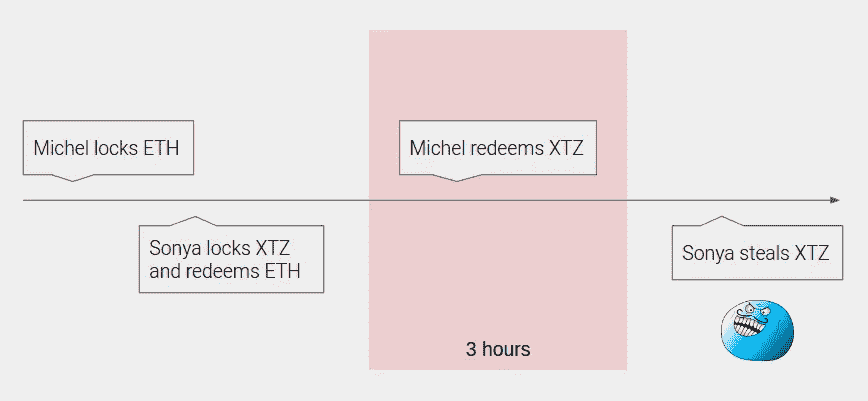 Michel locks ETH
Sonya locks XTZ
and redeems ETH
Michel redeems XTZ
3 hours
Sonya steals XTZ